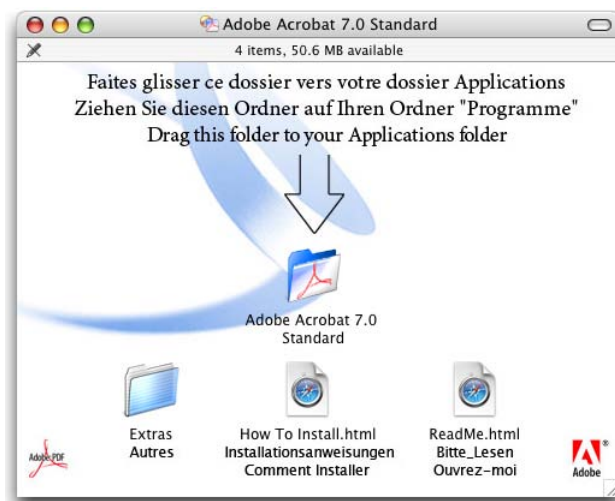 Adobe Acrobat 7.0 Standard
4 items, 50.6 MB available
Faites glisser ce dossier vers votre dossier Applications
Ziehen Sie diesen Ordner auf Ihren Ordner "Programme"
Drag this folder to your Applications folder
Adobe Acrobat 7.0
Standard
Extras
Autres
How To Install.html
Installationsanweisungen
Comment Installer
ReadMe.html
Bitte_Lesen
Ouvrez-moi
Adobe PDF
Adobe®